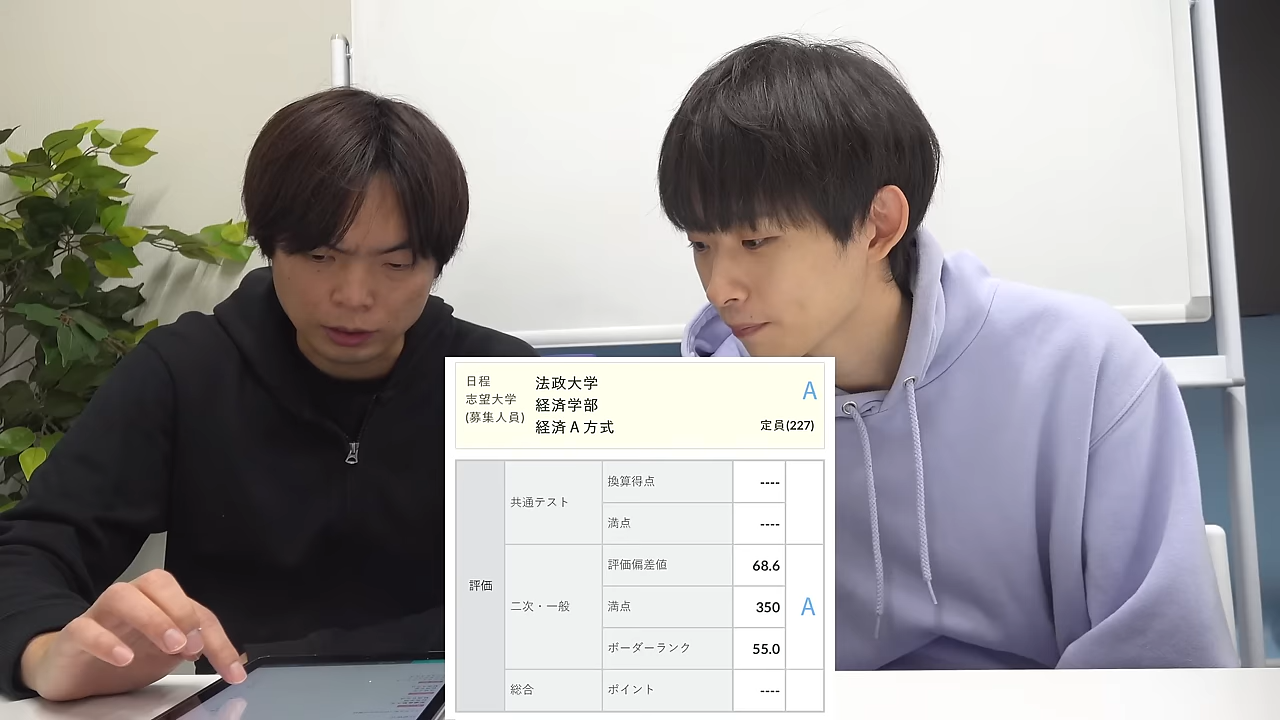 日程 法政大学 A
志望大学 経済学部
(募集人員) 経済A方式 定員(227)
評価 共通テスト 換算得点 ----
満点 ----
二次・一般 評価偏差値 68.6 A
満点 350
ボーダーランク 55.0
総合 ポイント ----